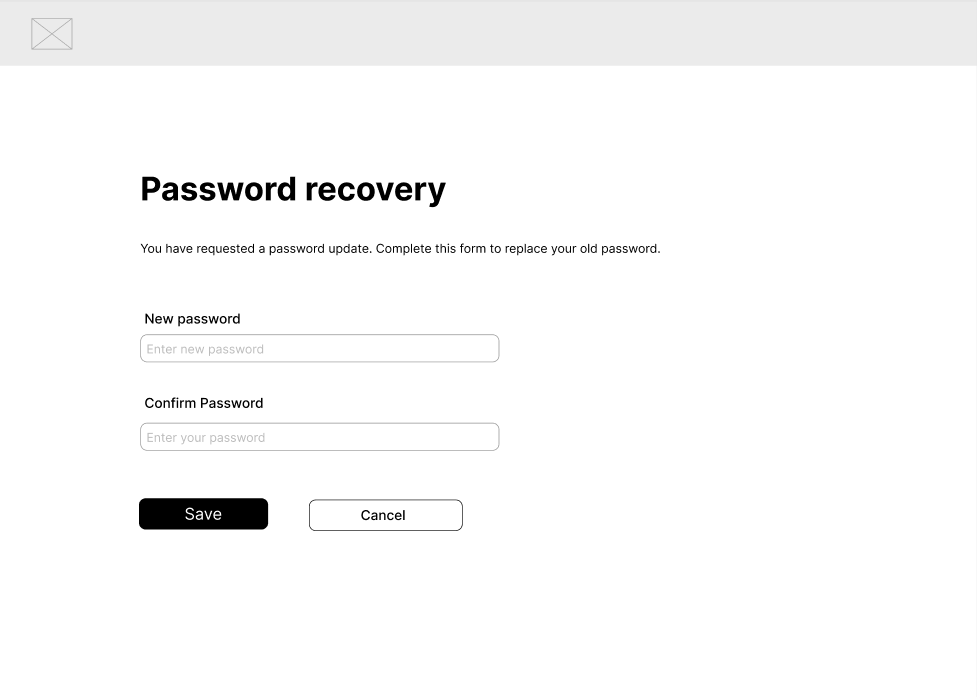 Password recovery
You have requested a password update. Complete this form to replace your old password.
New password
Enter new password
Confirm Password
Enter your password
Save
Cancel